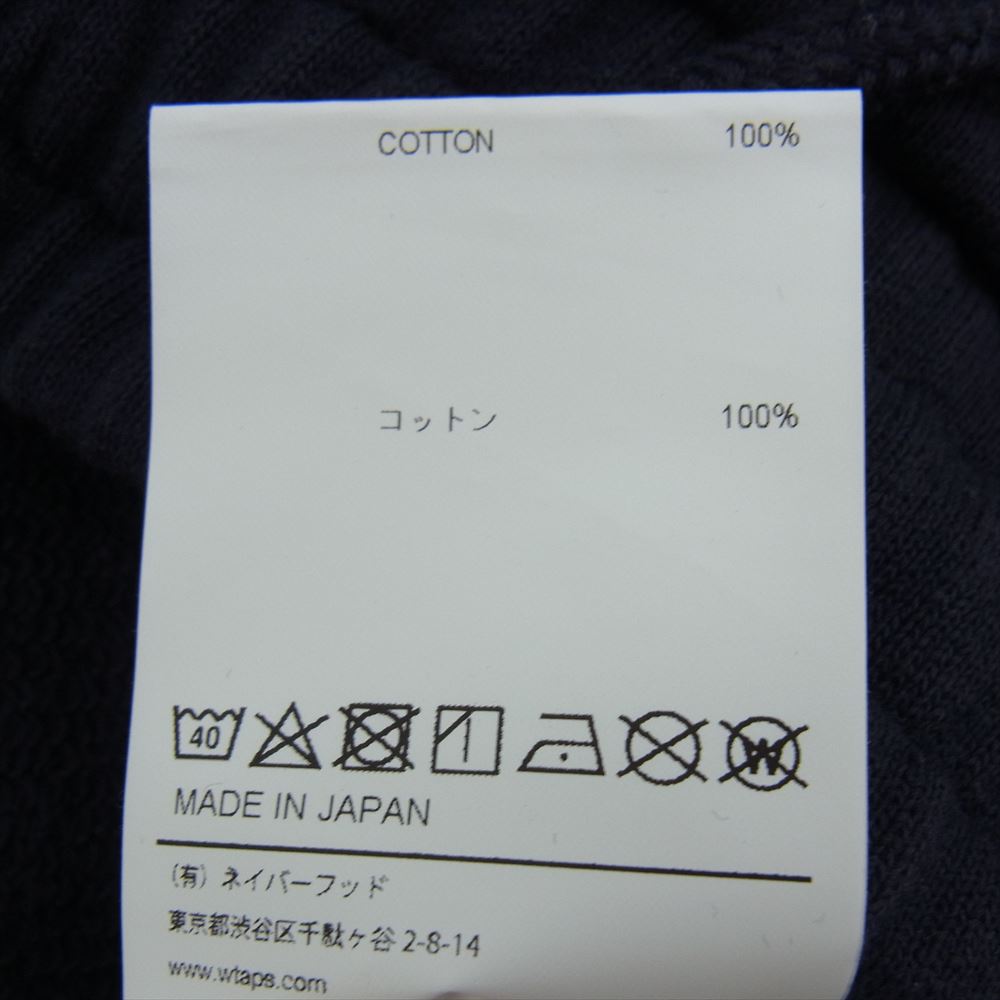 COTTON 100%
コットン 100%
40 W
MADE IN JAPAN
(有) ネイバーフッド
東京都渋谷区千駄ヶ谷 2-8-14
www.wtaps.com